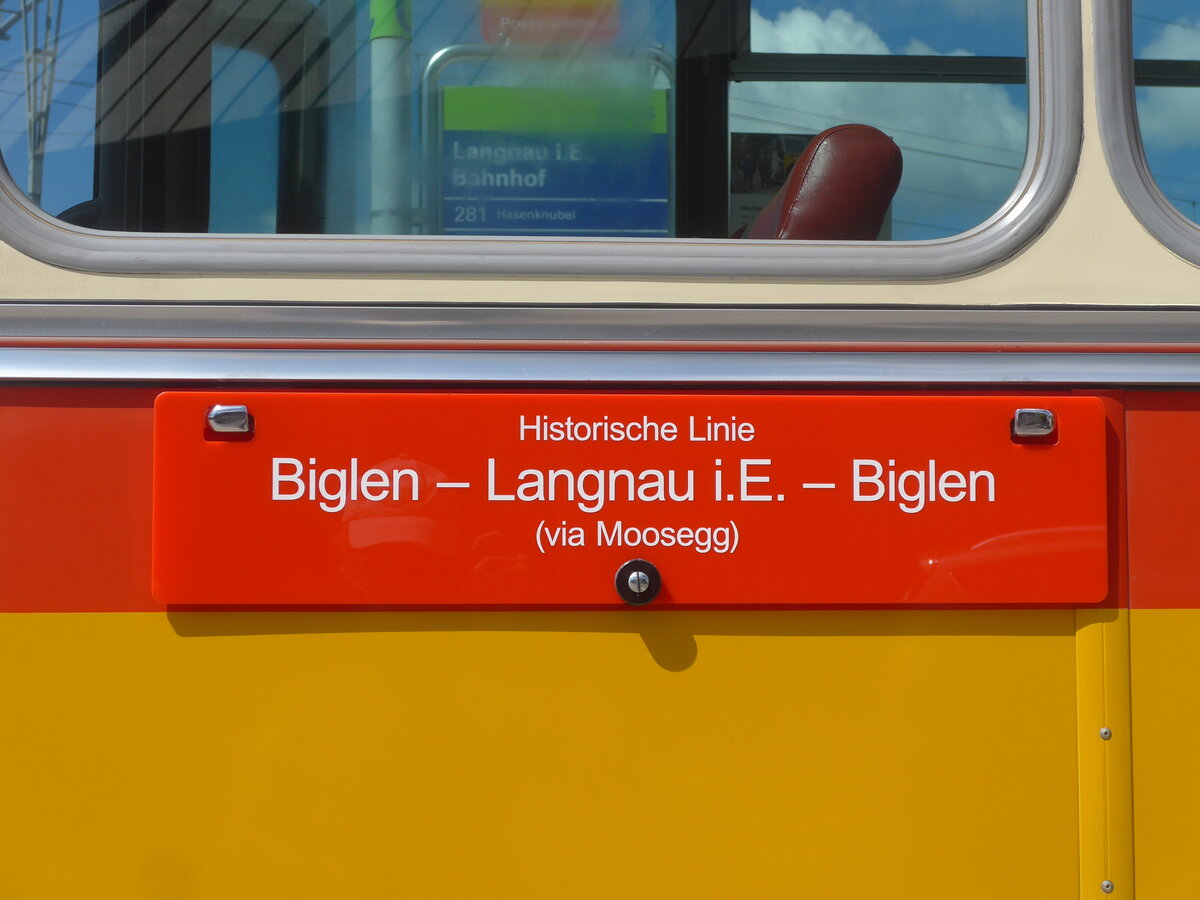 Langnau i.E.,
Bahnhof
281 Hasenknubel
Historische Linie
Biglen – Langnau i.E. – Biglen
(via Moosegg)